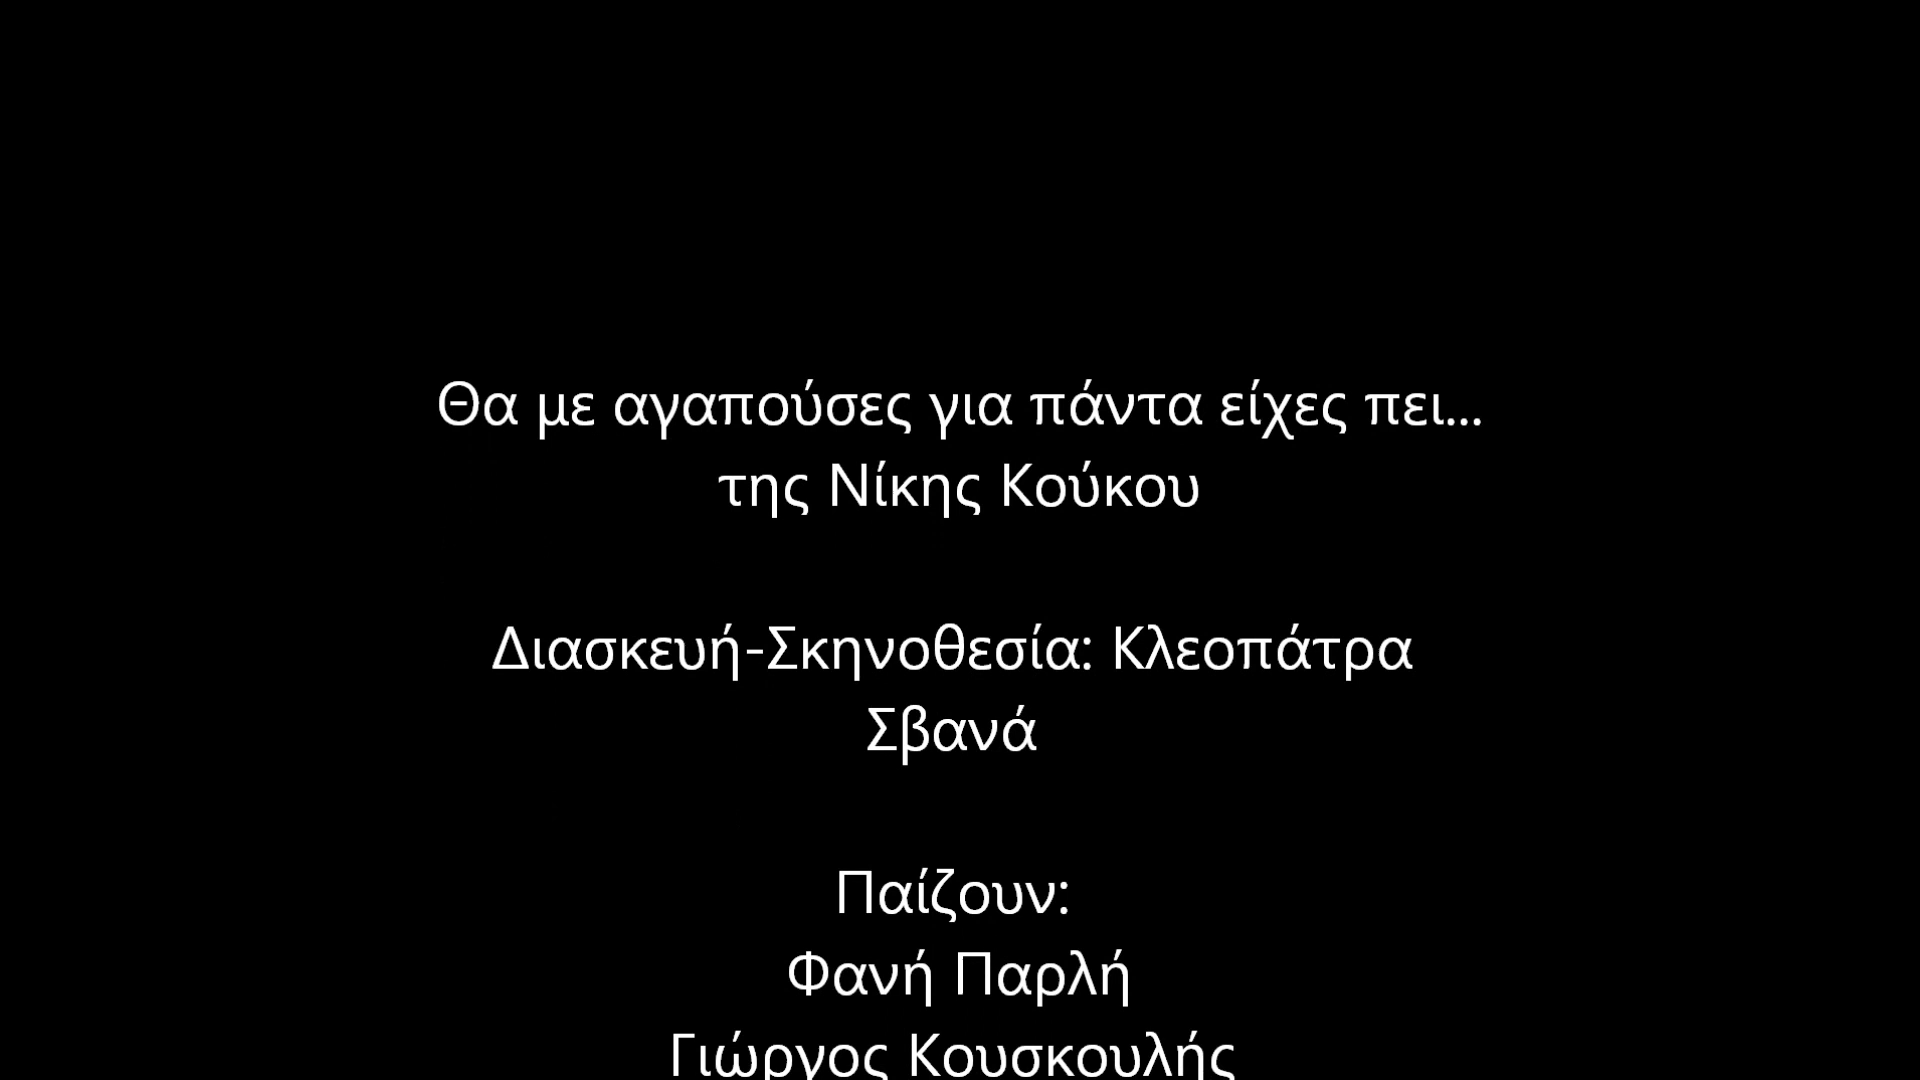 Θα με αγαπούσες για πάντα είχες πει...
της Νίκης Κούκου
Διασκευή-Σκηνοθεσία: Κλεοπάτρα
Σβανά
Παίζουν:
Φανή Παρλή
Γιώργος Κουσκουλής